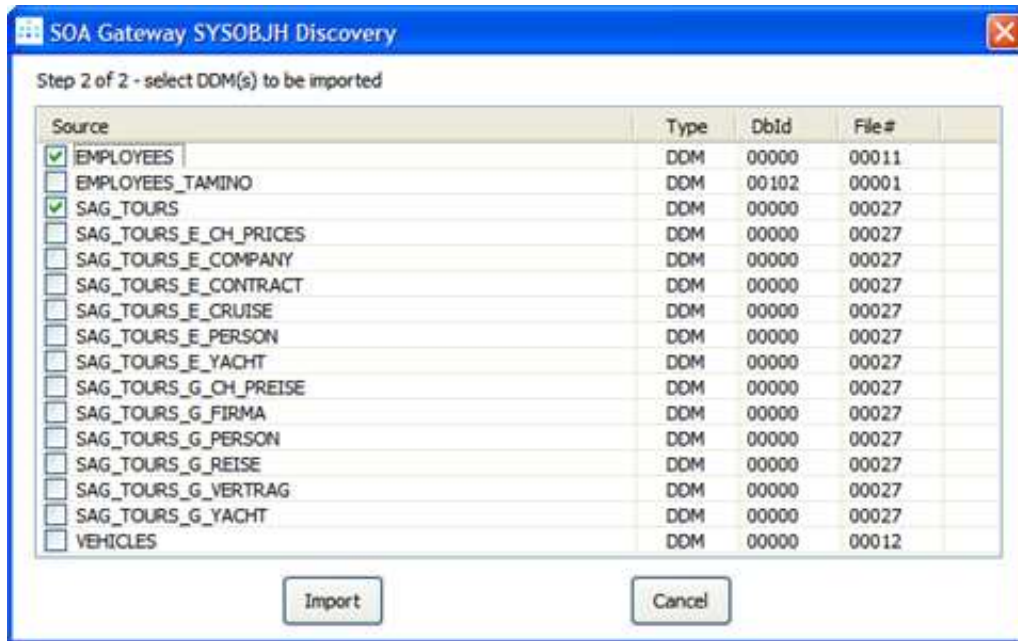 SOA Gateway SYSOBJH Discovery
Step 2 of 2 - select DDM(s) to be imported
Source Type DbId File#
EMPLOYEES DDM 00000 00011
EMPLOYEES_TAMINO DDM 00102 00001
SAG_TOURS DDM 00000 00027
SAG_TOURS_E_CH_PRICES DDM 00000 00027
SAG_TOURS_E_COMPANY DDM 00000 00027
SAG_TOURS_E_CONTRACT DDM 00000 00027
SAG_TOURS_E_CRUISE DDM 00000 00027
SAG_TOURS_E_PERSON DDM 00000 00027
SAG_TOURS_E_YACHT DDM 00000 00027
SAG_TOURS_G_CH_PREISE DDM 00000 00027
SAG_TOURS_G_FIRMA DDM 00000 00027
SAG_TOURS_G_PERSON DDM 00000 00027
SAG_TOURS_G_REISE DDM 00000 00027
SAG_TOURS_G_VERTRAG DDM 00000 00027
SAG_TOURS_G_YACHT DDM 00000 00027
VEHICLES DDM 00000 00012
Import Cancel